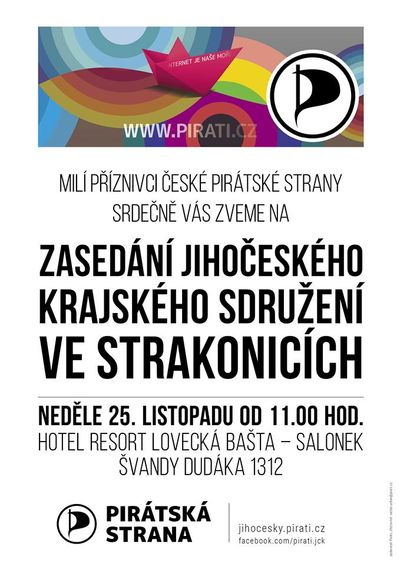 INTERNET JE NAŠE MOŘE
WWW.PIRATI.CZ
MILÍ PŘÍZNIVCI ČESKÉ PIRÁTSKÉ STRANY
SRDEČNĚ VÁS ZVEME NA
ZASEDÁNÍ JIHOČESKÉHO
KRAJSKÉHO SDRUŽENÍ
VE STRAKONICÍCH
NEDĚLE 25. LISTOPADU OD 11.00 HOD.
HOTEL RESORT LOVECKÁ BAŠTA – SALONEK
ŠVANDY DUDÁKA 1312
PIRÁTSKÁ
STRANA
jihocesky.pirati.cz
facebook.com/pirati.jck